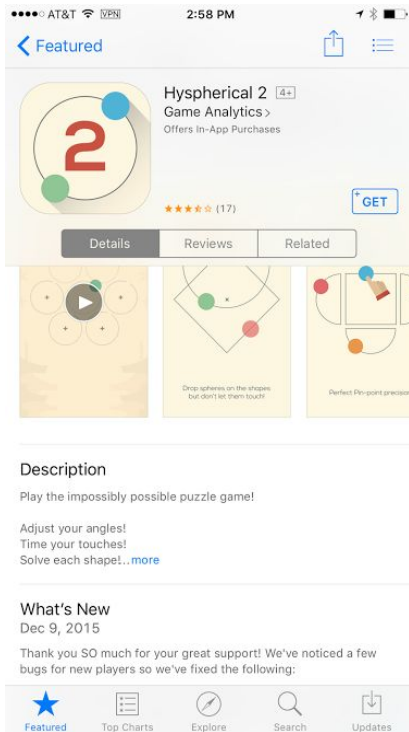 AT&T VPN 2:58 PM
Featured
2
Hyspherical 2 4+
Game Analytics >
Offers In-App Purchases
(17)
+ GET
Details Reviews Related
Drop spheres on the shapes
but don't let them touch!
Perfect Pin-point precision
Description
Play the impossibly possible puzzle game!
Adjust your angles!
Time your touches!
Solve each shape!..more
What's New
Dec 9, 2015
Thank you SO much for your great support! We've noticed a few
bugs for new players so we've fixed the following:
Featured Top Charts Explore Search Updates